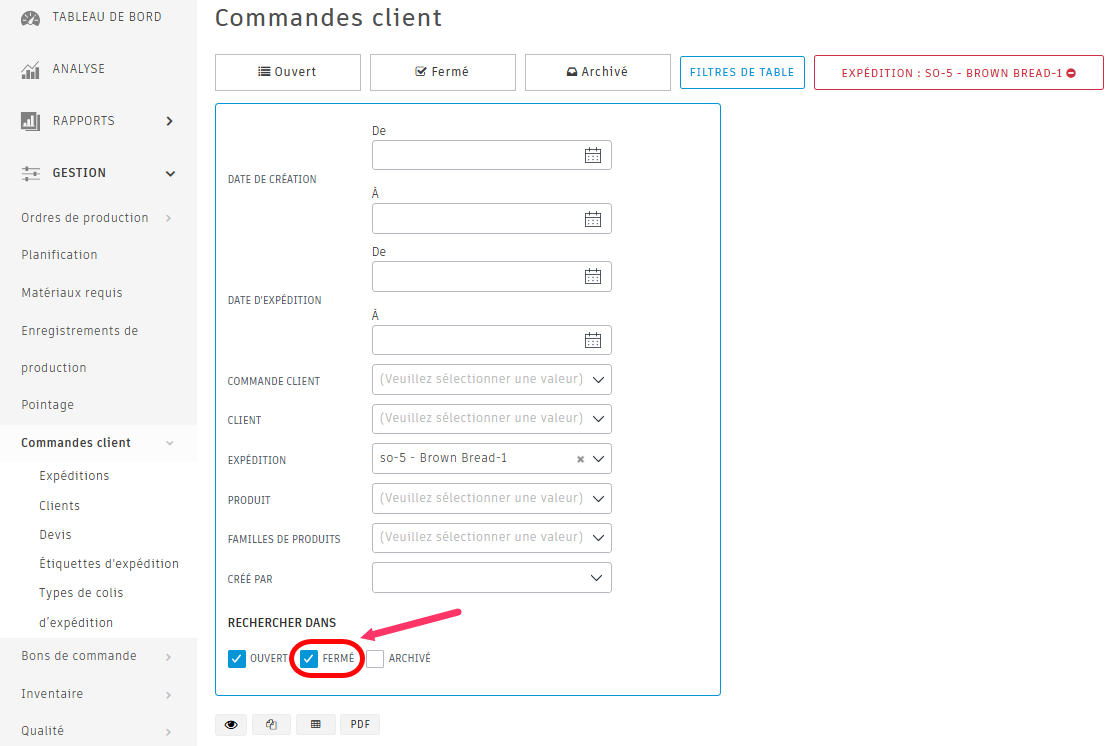 TABLEAU DE BORD
ANALYSE
RAPPORTS
GESTION
Ordres de production
Planification
Matériaux requis
Enregistrements de
production
Pointage
Commandes client
Expéditions
Clients
Devis
Étiquettes d'expédition
Types de colis
d'expédition
Bons de commande
Inventaire
Qualité
Commandes client
Ouvert
Fermé
Archivé
FILTRES DE TABLE
EXPÉDITION : SO-5 - BROWN BREAD-1
De
DATE DE CRÉATION
À
De
DATE D'EXPÉDITION
À
COMMANDE CLIENT
(Veuillez sélectionner une valeur)
CLIENT
(Veuillez sélectionner une valeur)
EXPÉDITION
so-5 - Brown Bread-1
PRODUIT
(Veuillez sélectionner une valeur)
FAMILLES DE PRODUITS
(Veuillez sélectionner une valeur)
CRÉÉ PAR
RECHERCHER DANS
OUVERT
FERMÉ
ARCHIVÉ
PDF